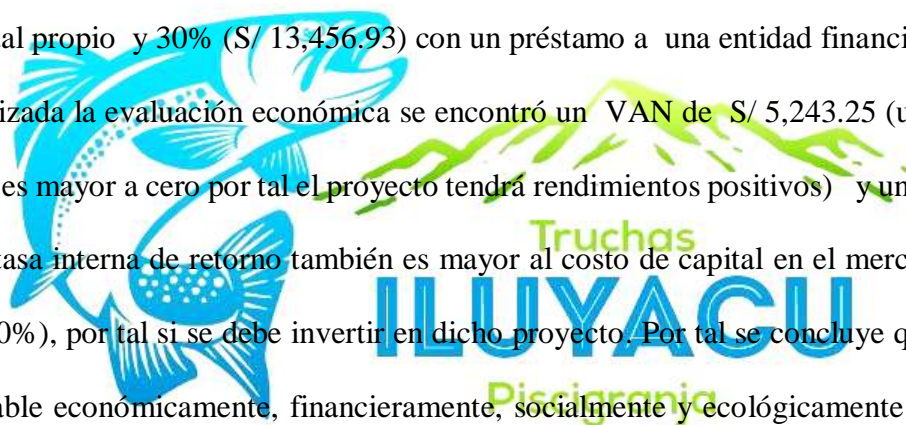 al propio y 30% (S/ 13,456.93) con un préstamo a una entidad financi
izada la evaluación económica se encontró un VAN de S/ 5,243.25 (u
es mayor a cero por tal el proyecto tendrá rendimientos positivos) y un
Truchas
tasa interna de retorno también es mayor al costo de capital en el merc
ILUYACU
0%), por tal si se debe invertir en dicho proyecto. Por tal se concluye q
Piscigranja
able económicamente, financieramente, socialmente y ecológicamente